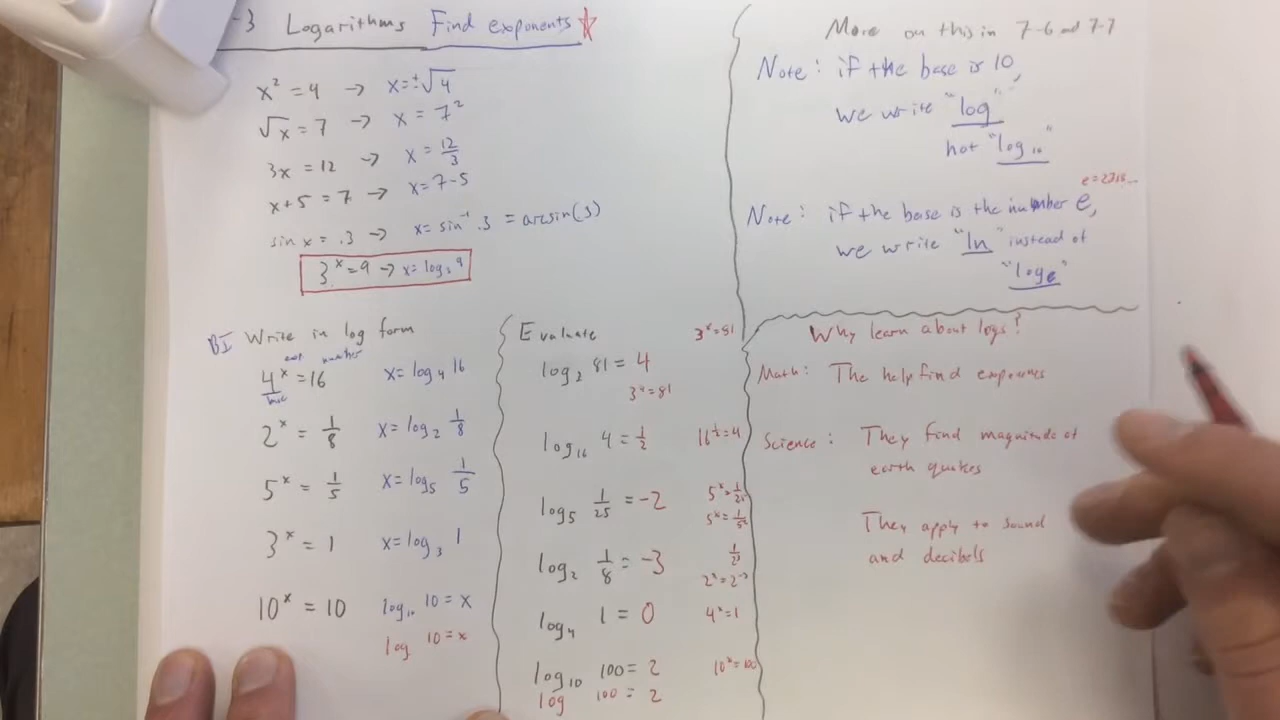 -3 Logarithms Find exponents
x² = 4 → x=±√4
√x = 7 → x = 7²
3x = 12 → x = 12/3
x+5 = 7 → x=7-5
sin x = .3 → x= sin⁻¹ .3 = arcsin(3)
3ˣ=9 → x=log₃ 9
BI Write in log form
number
4ˣ =16 x= log₄ 16
2ˣ = 1/8 x= log₂ 1/8
5ˣ = 1/5 x= log₅ 1/5
3ˣ = 1 x= log₃ 1
10ˣ = 10 log₁₀ 10 = x
log 10 = x
Evaluate 3ˣ=81
log₂ 81 = 4
3ˣ=81
log₁₆ 4 = 1/2 16^½=4
log₅ 1/25 = -2 5ˣ=1/25
5ˣ=1/5²
log₂ 1/8 = -3 1/2³
2ˣ=2⁻³
log₄ 1 = 0 4ˣ=1
log₁₀ 100 = 2 10ˣ=100
log 100 = 2
More on this in 7-6 and 7-7
Note: if the base is 10,
we write "log"
not "log₁₀"
e=2.718...
Note: if the base is the number e,
we write "ln" instead of
"logₑ"
Why learn about logs?
Math: The help find exponents
Science: They find magnitude of
earth quakes
They apply to sound
and decibels